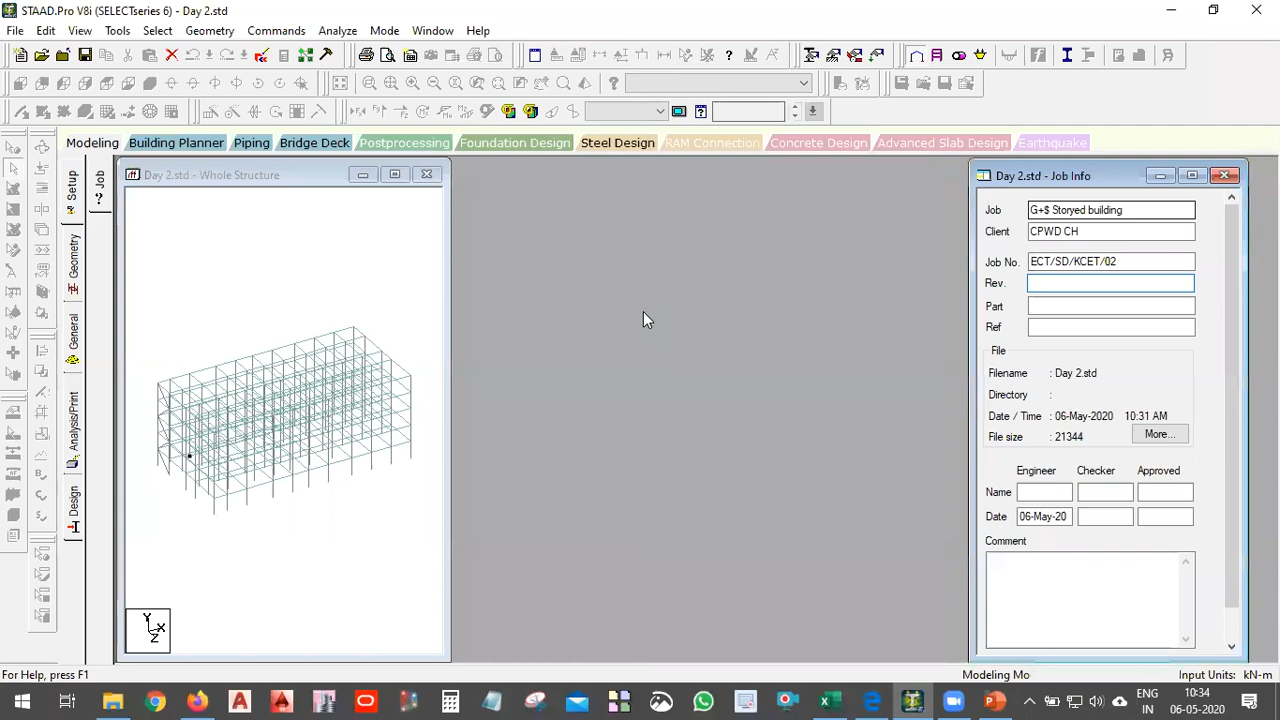 STAAD.Pro V8i (SELECTseries 6) - Day 2.std
File Edit View Tools Select Geometry Commands Analyze Mode Window Help
Modeling Building Planner Piping Bridge Deck Postprocessing Foundation Design Steel Design RAM Connection Concrete Design Advanced Slab Design Earthquake
Setup
Geometry
General
Analysis/Print
Design
Job
Day 2.std - Whole Structure
Y
X
Z
Day 2.std - Job Info
Job G+$ Storyed building
Client CPWD CH
Job No. ECT/SD/KCET/02
Rev.
Part
Ref
File
Filename : Day 2.std
Directory :
Date / Time : 06-May-2020 10:31 AM
File size : 21344 More...
Engineer Checker Approved
Name
Date 06-May-20
Comment
For Help, press F1
Modeling Mo Input Units: kN-m
ENG 10:34
IN 06-05-2020